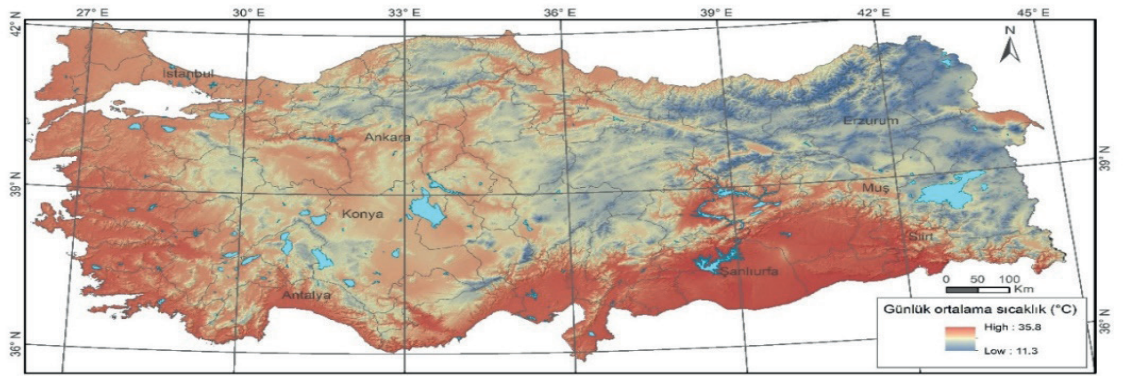 27° E 30° E 33° E 36° E 39° E 42° E 45° E
42° N
39° N
36° N
39° N
36° N
N
İstanbul
Ankara
Erzurum
Muş
Konya
Siirt
Şanlıurfa
Antalya
0 50 100
Km
Günlük ortalama sıcaklık (°C)
High : 35.8
Low : 11.3